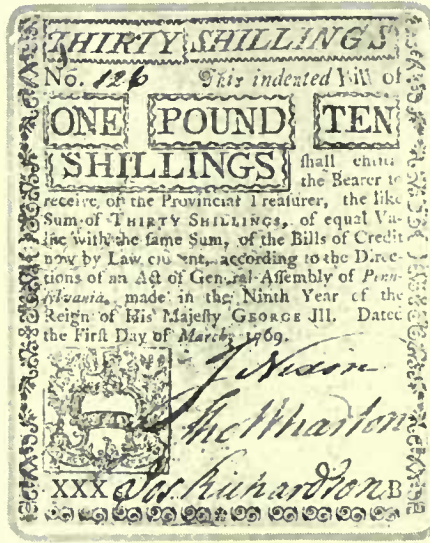 THIRTY SHILLINGS
No. 126 This indented Bill of
ONE POUND TEN
SHILLINGS shall entitle
the Bearer to
receive of the Provincial Treasurer, the like
Sum of THIRTY SHILLINGS, of equal Va-
lue with the same Sum, of the Bills of Credit
now by Law current, according to the Direc-
tions of an Act of General Assembly of Penn-
sylvania, made in the Ninth Year of the
Reign of His Majesty GEORGE III. Dated
the First Day of March, 1769.
J Nixon
Tho Wharton
XXX Jos Richardson B